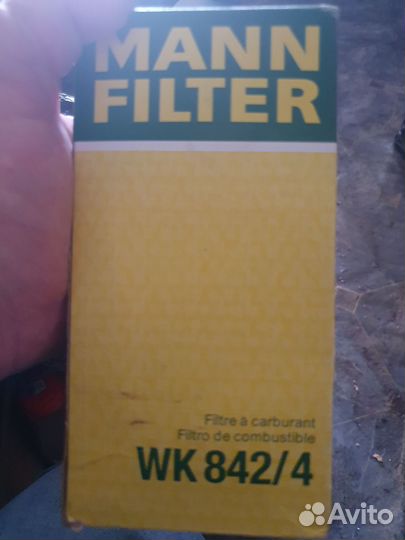 MANN
FILTER
Filtre à carburant
Filtro de combustible
WK 842/4
Avito